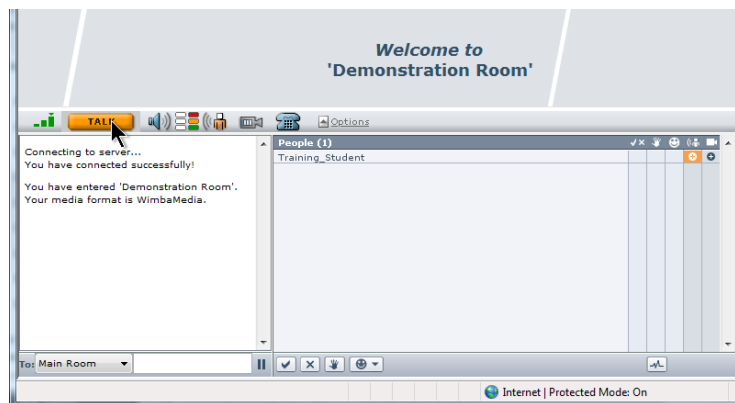 Welcome to
'Demonstration Room'
TALK
Options
Connecting to server...
You have connected successfully!
You have entered 'Demonstration Room'.
Your media format is WimbaMedia.
People (1)
Training_Student
To: Main Room
Internet | Protected Mode: On